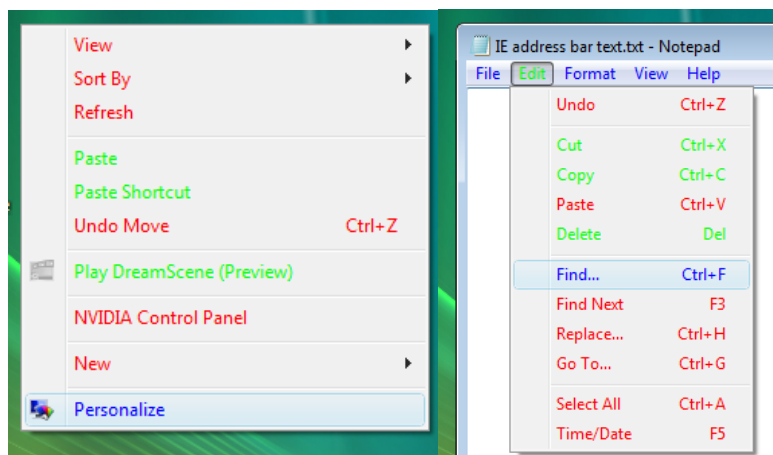 View
Sort By
Refresh
Paste
Paste Shortcut
Undo Move Ctrl+Z
Play DreamScene (Preview)
NVIDIA Control Panel
New
Personalize
IE address bar text.txt - Notepad
File Edit Format View Help
Undo Ctrl+Z
Cut Ctrl+X
Copy Ctrl+C
Paste Ctrl+V
Delete Del
Find... Ctrl+F
Find Next F3
Replace... Ctrl+H
Go To... Ctrl+G
Select All Ctrl+A
Time/Date F5